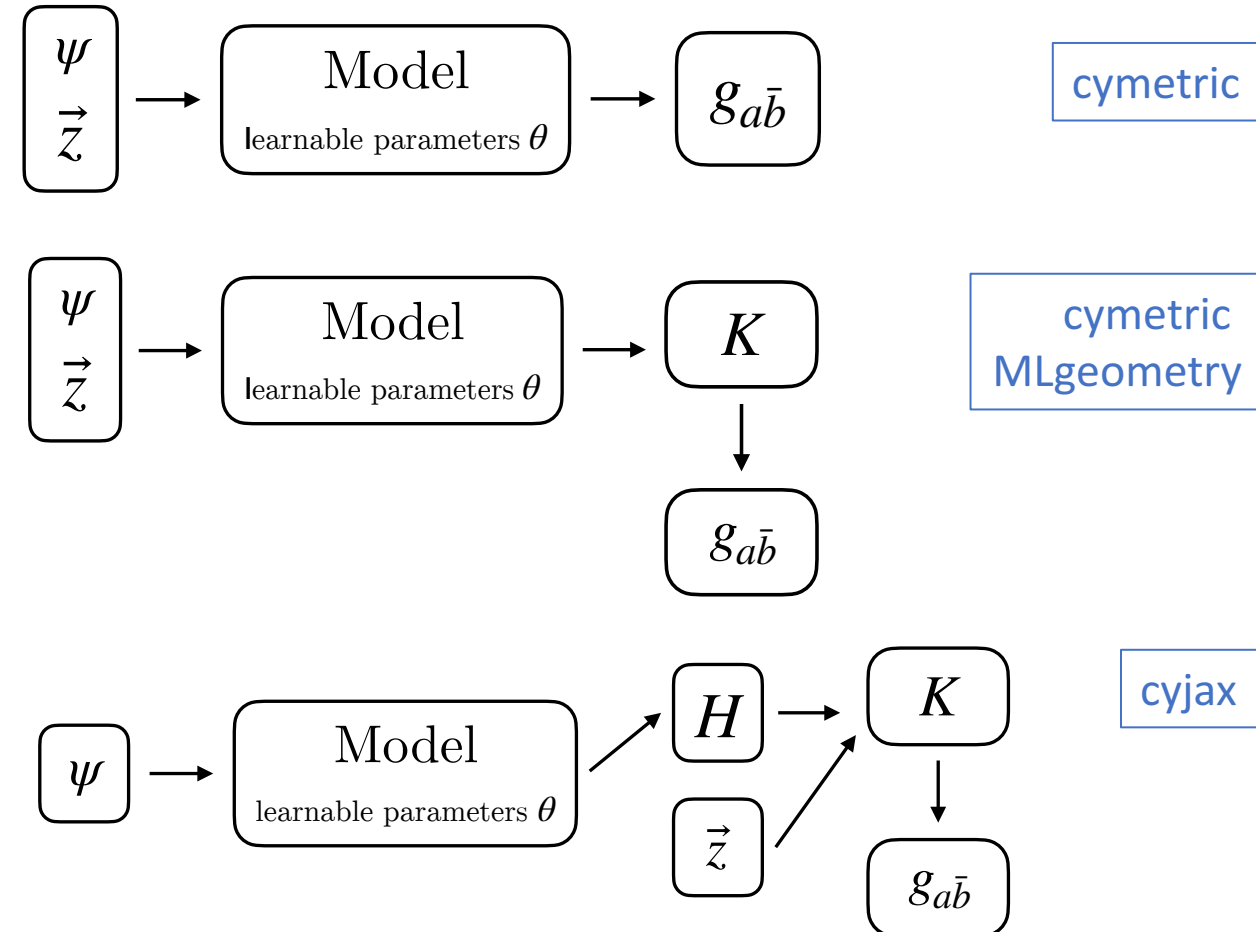 ψ
z⃗
Model
learnable parameters θ
g_{ab̄}
cymetric
ψ
z⃗
Model
learnable parameters θ
K
g_{ab̄}
cymetric
MLgeometry
ψ
Model
learnable parameters θ
H
z⃗
K
g_{ab̄}
cyjax